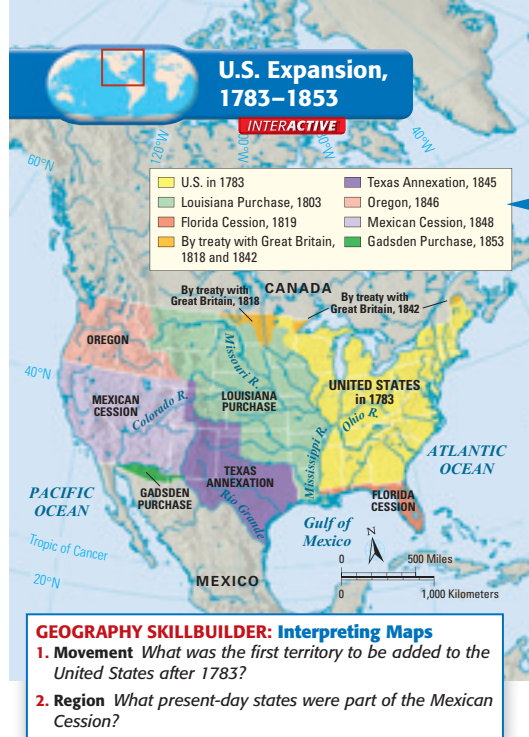 U.S. Expansion,
1783–1853
INTERACTIVE
120°W
40°W
60°N
U.S. in 1783
Louisiana Purchase, 1803
Florida Cession, 1819
By treaty with Great Britain,
1818 and 1842
Texas Annexation, 1845
Oregon, 1846
Mexican Cession, 1848
Gadsden Purchase, 1853
CANADA
By treaty with
Great Britain, 1818
By treaty with
Great Britain, 1842
OREGON
Missouri R.
40°N
MEXICAN
CESSION
Colorado R.
LOUISIANA
PURCHASE
UNITED STATES
in 1783
Ohio R.
Mississippi R.
ATLANTIC
OCEAN
TEXAS
ANNEXATION
PACIFIC
OCEAN
GADSDEN
PURCHASE
Rio Grande
FLORIDA
CESSION
Gulf of
Mexico
N
Tropic of Cancer
0 500 Miles
20°N
MEXICO
0 1,000 Kilometers
GEOGRAPHY SKILLBUILDER: Interpreting Maps
1. Movement What was the first territory to be added to the
United States after 1783?
2. Region What present-day states were part of the Mexican
Cession?